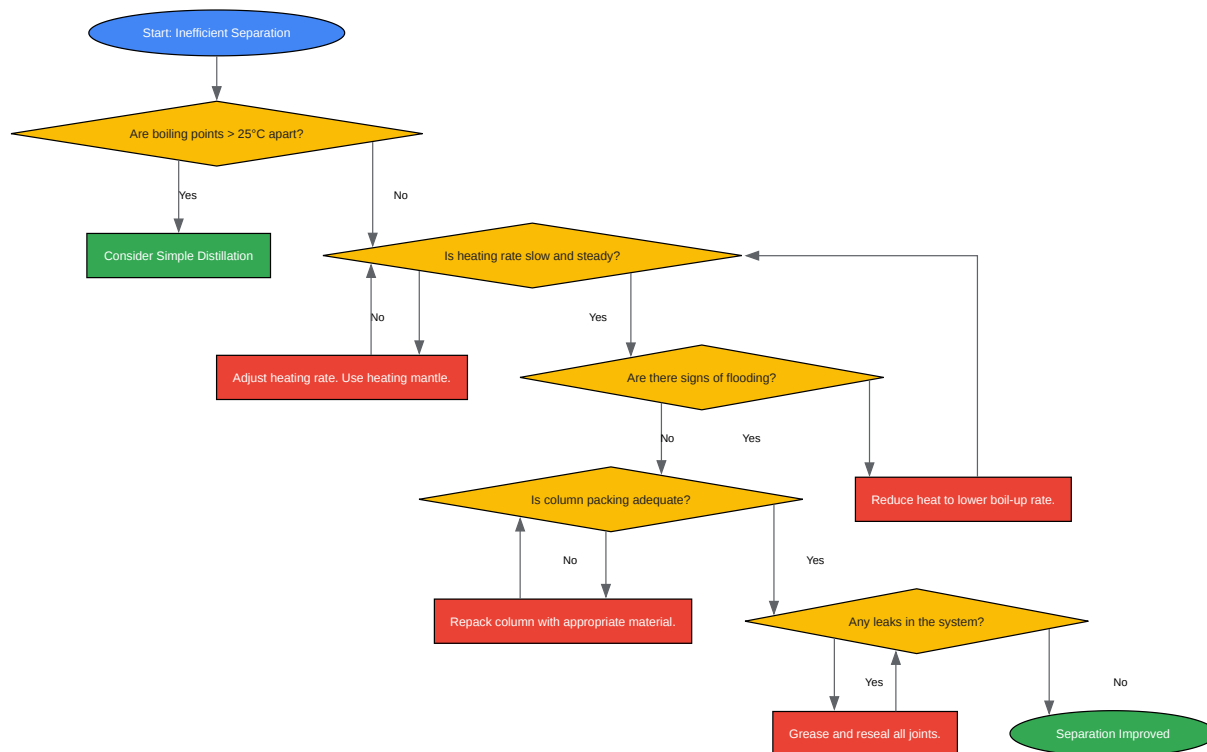 Start: Inefficient Separation
Are boiling points > 25°C apart?
Yes
No
Consider Simple Distillation
Is heating rate slow and steady?
No
Yes
Adjust heating rate. Use heating mantle.
Are there signs of flooding?
No
Yes
Is column packing adequate?
Reduce heat to lower boil-up rate.
No
Yes
Repack column with appropriate material.
Any leaks in the system?
Yes
No
Grease and reseal all joints.
Separation Improved